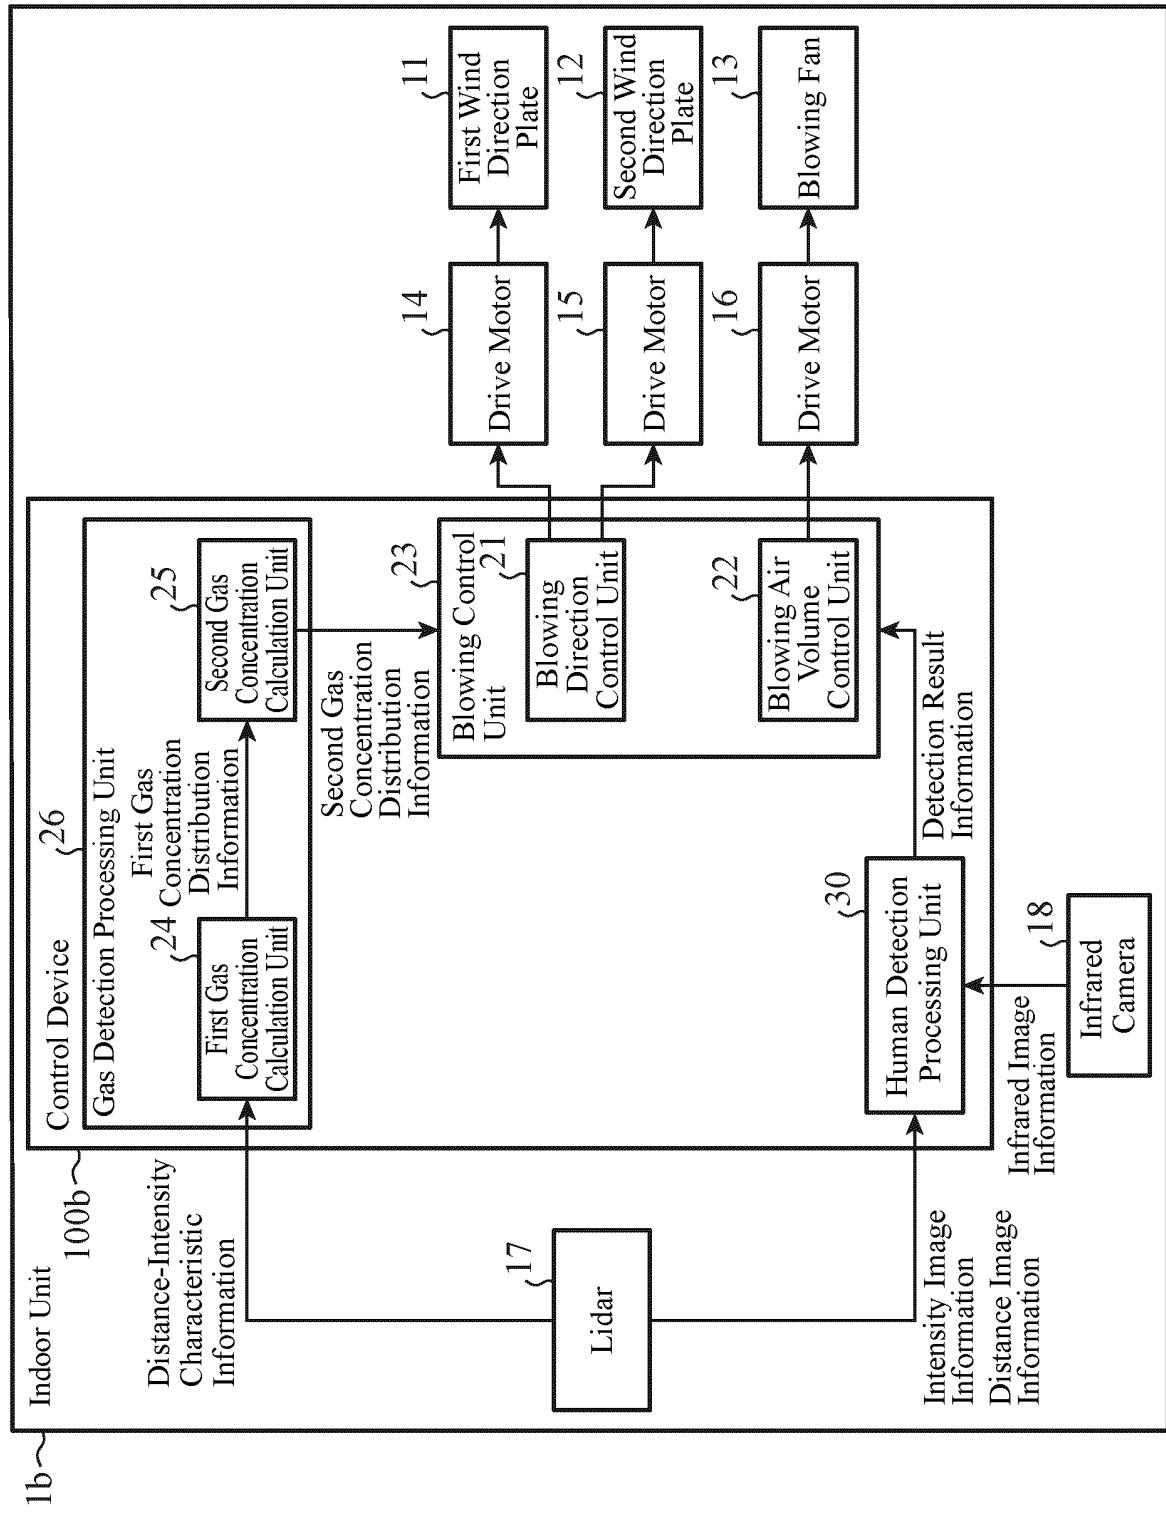 1b
Indoor Unit
100b
Control Device
26
Gas Detection Processing Unit
24
First Gas
Concentration
Calculation Unit
First Gas
Concentration
Distribution
Information
25
Second Gas
Concentration
Calculation Unit
Distance-Intensity
Characteristic
Information
Second Gas
Concentration
Distribution
Information
23
Blowing Control
Unit
21
Blowing
Direction
Control Unit
22
Blowing Air
Volume
Control Unit
14
Drive Motor
11
First Wind
Direction
Plate
15
Drive Motor
12
Second Wind
Direction
Plate
16
Drive Motor
13
Blowing Fan
17
Lidar
30
Human Detection
Processing Unit
Detection Result
Information
Intensity Image
Information
Distance Image
Information
Infrared Image
Information
18
Infrared
Camera